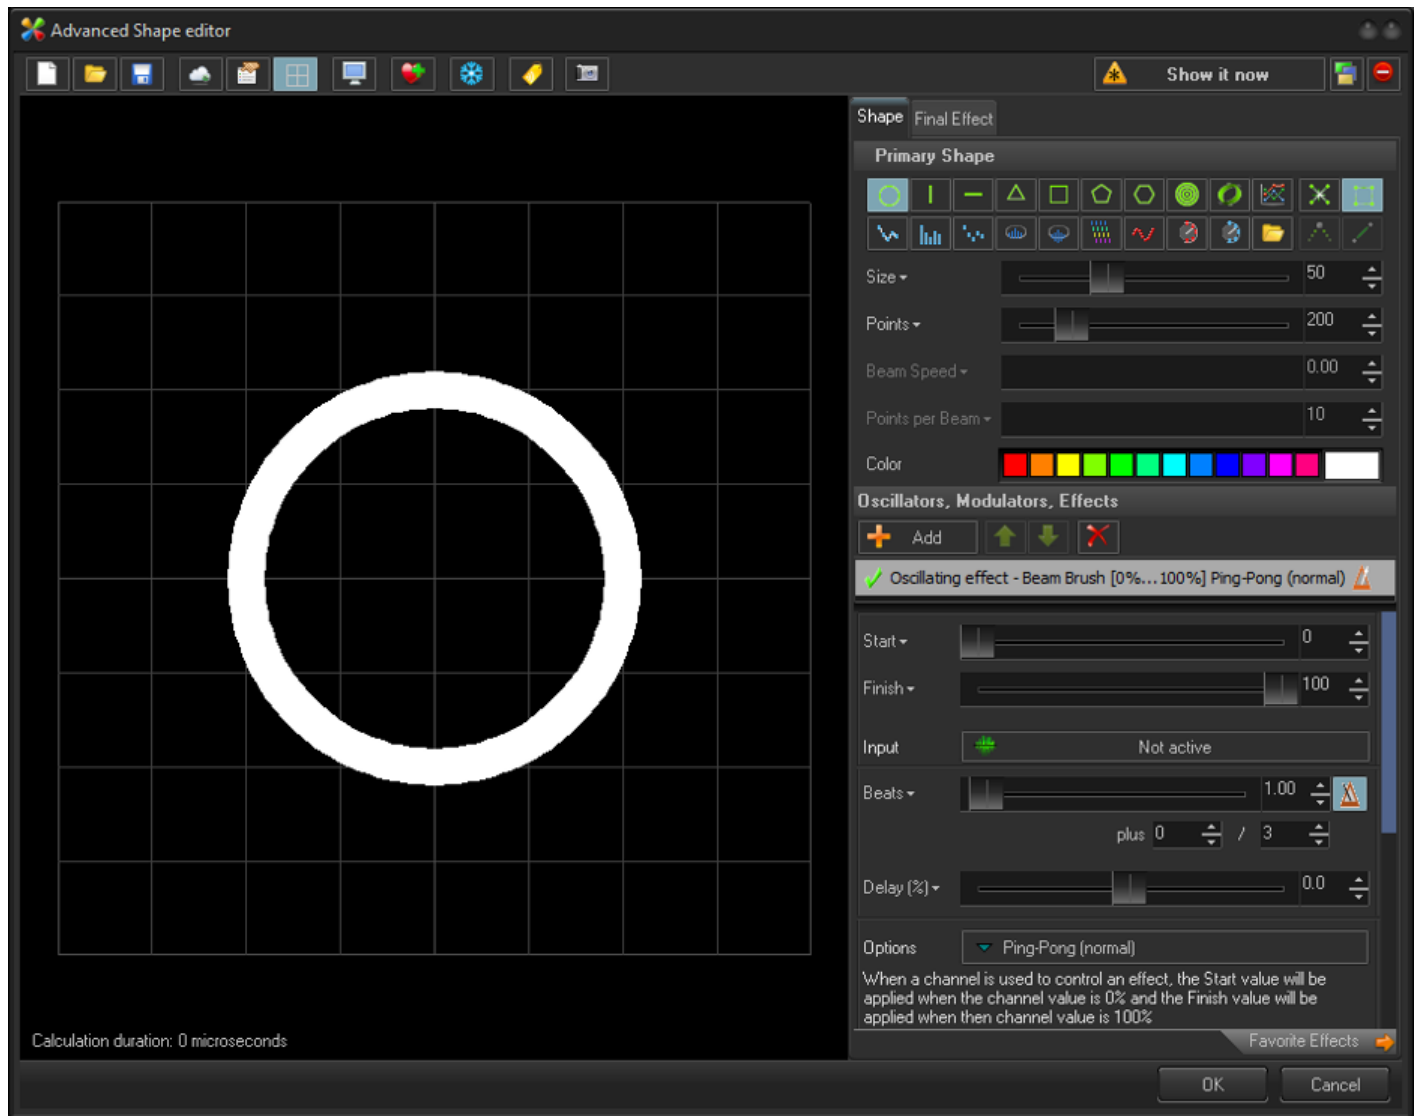 Advanced Shape editor
Show it now
Shape Final Effect
Primary Shape
Size 50
Points 200
Beam Speed 0.00
Points per Beam 10
Color
Oscillators, Modulators, Effects
Add
Oscillating effect - Beam Brush [0%...100%] Ping-Pong (normal)
Start 0
Finish 100
Input Not active
Beats 1.00
plus 0 / 3
Delay (%) 0.0
Options Ping-Pong (normal)
When a channel is used to control an effect, the Start value will be
applied when the channel value is 0% and the Finish value will be
applied when then channel value is 100%
Calculation duration: 0 microseconds
Favorite Effects
OK Cancel